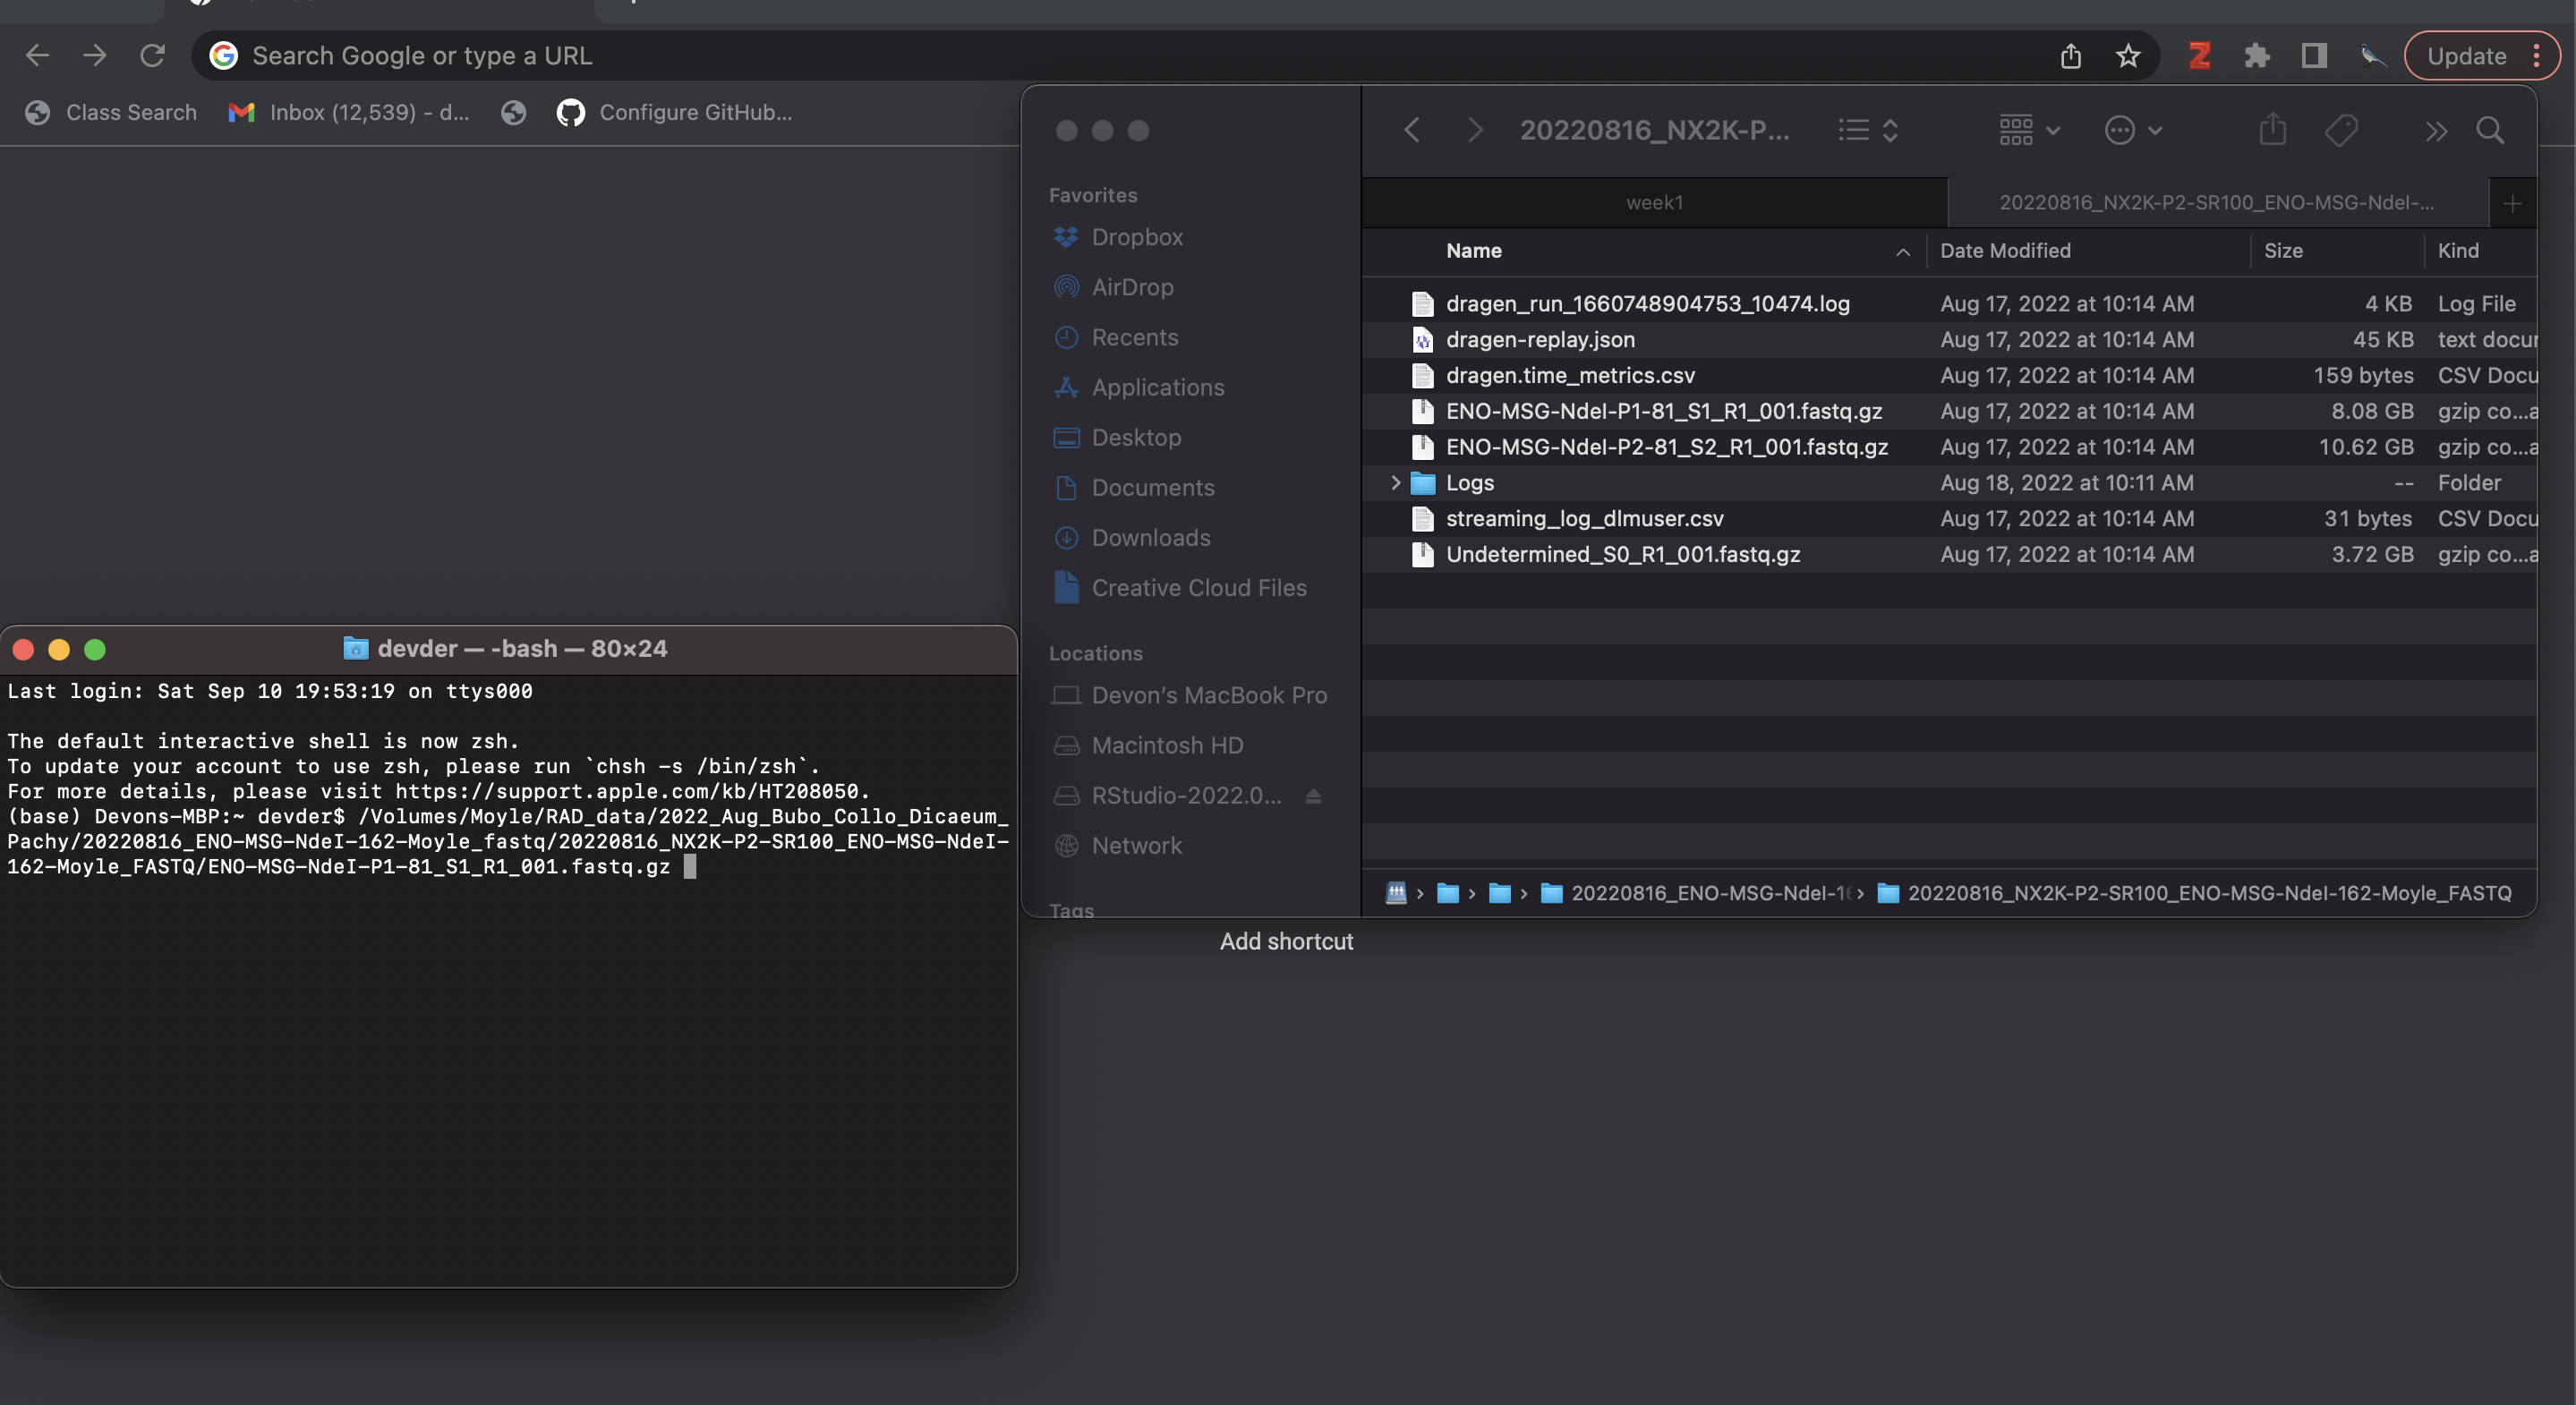 Search Google or type a URL
Update
Class Search
Inbox (12,539) - d...
Configure GitHub...
20220816_NX2K-P...
Favorites
Dropbox
AirDrop
Recents
Applications
Desktop
Documents
Downloads
Creative Cloud Files
Locations
Devon's MacBook Pro
Macintosh HD
RStudio-2022.0...
Network
Tags
week1
20220816_NX2K-P2-SR100_ENO-MSG-NdeI-...
Name Date Modified Size Kind
dragen_run_1660748904753_10474.log Aug 17, 2022 at 10:14 AM 4 KB Log File
dragen-replay.json Aug 17, 2022 at 10:14 AM 45 KB text docu
dragen.time_metrics.csv Aug 17, 2022 at 10:14 AM 159 bytes CSV Docu
ENO-MSG-NdeI-P1-81_S1_R1_001.fastq.gz Aug 17, 2022 at 10:14 AM 8.08 GB gzip co...a
ENO-MSG-NdeI-P2-81_S2_R1_001.fastq.gz Aug 17, 2022 at 10:14 AM 10.62 GB gzip co...a
Logs Aug 18, 2022 at 10:11 AM -- Folder
streaming_log_dlmuser.csv Aug 17, 2022 at 10:14 AM 31 bytes CSV Docu
Undetermined_S0_R1_001.fastq.gz Aug 17, 2022 at 10:14 AM 3.72 GB gzip co...a
20220816_ENO-MSG-NdeI-16 20220816_NX2K-P2-SR100_ENO-MSG-NdeI-162-Moyle_FASTQ
Add shortcut
devder — -bash — 80×24
Last login: Sat Sep 10 19:53:19 on ttys000
The default interactive shell is now zsh.
To update your account to use zsh, please run `chsh -s /bin/zsh`.
For more details, please visit https://support.apple.com/kb/HT208050.
(base) Devons-MBP:~ devder$ /Volumes/Moyle/RAD_data/2022_Aug_Bubo_Collo_Dicaeum_
Pachy/20220816_ENO-MSG-NdeI-162-Moyle_fastq/20220816_NX2K-P2-SR100_ENO-MSG-NdeI-
162-Moyle_FASTQ/ENO-MSG-NdeI-P1-81_S1_R1_001.fastq.gz